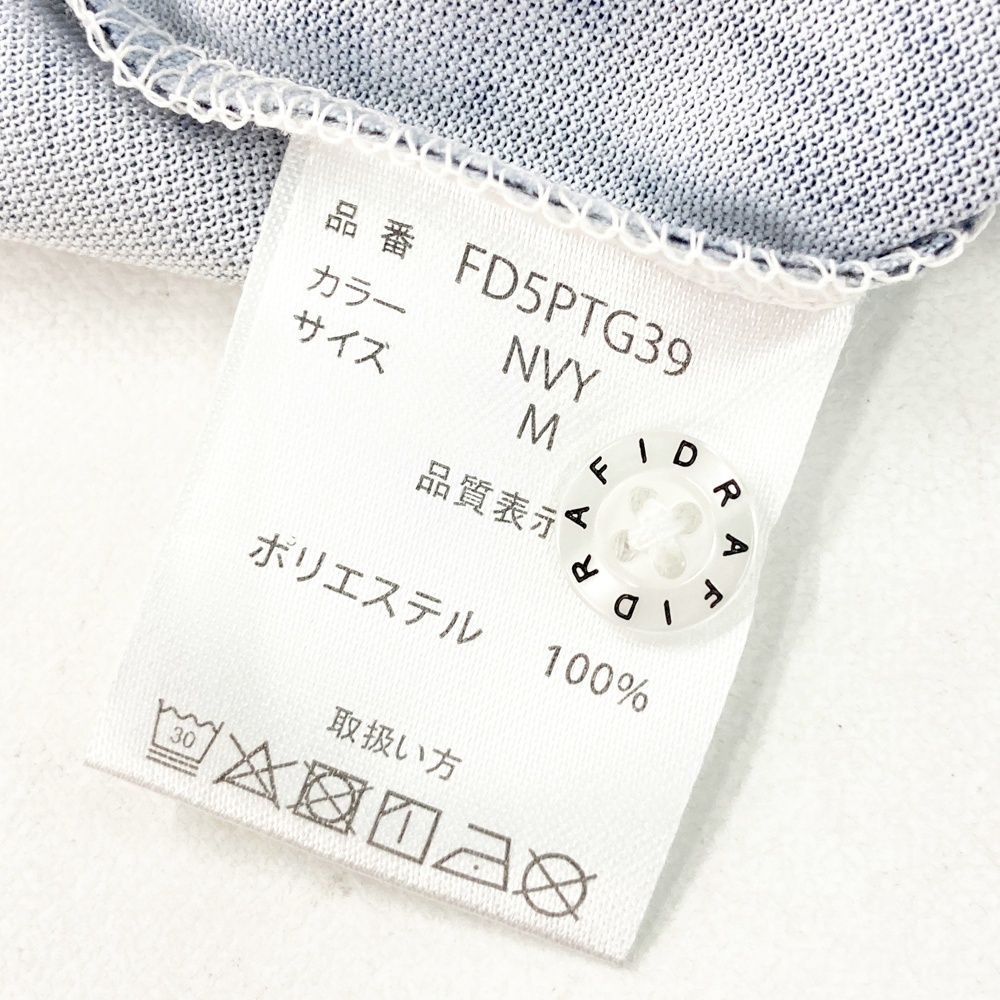 品番 FD5PTG39
カラー NVY
サイズ M
品質表示
ポリエステル 100%
取扱い方
30
FIDRA FIDRA